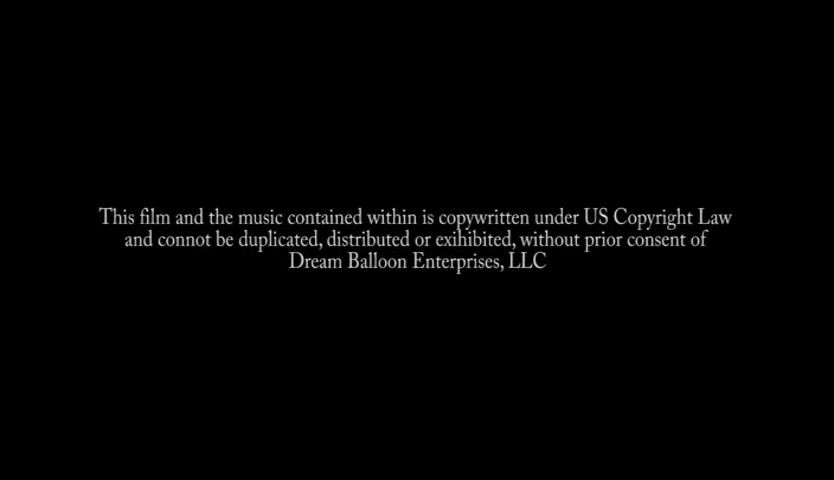 This film and the music contained within is copywritten under US Copyright Law
and connot be duplicated, distributed or exihibited, without prior consent of
Dream Balloon Enterprises, LLC